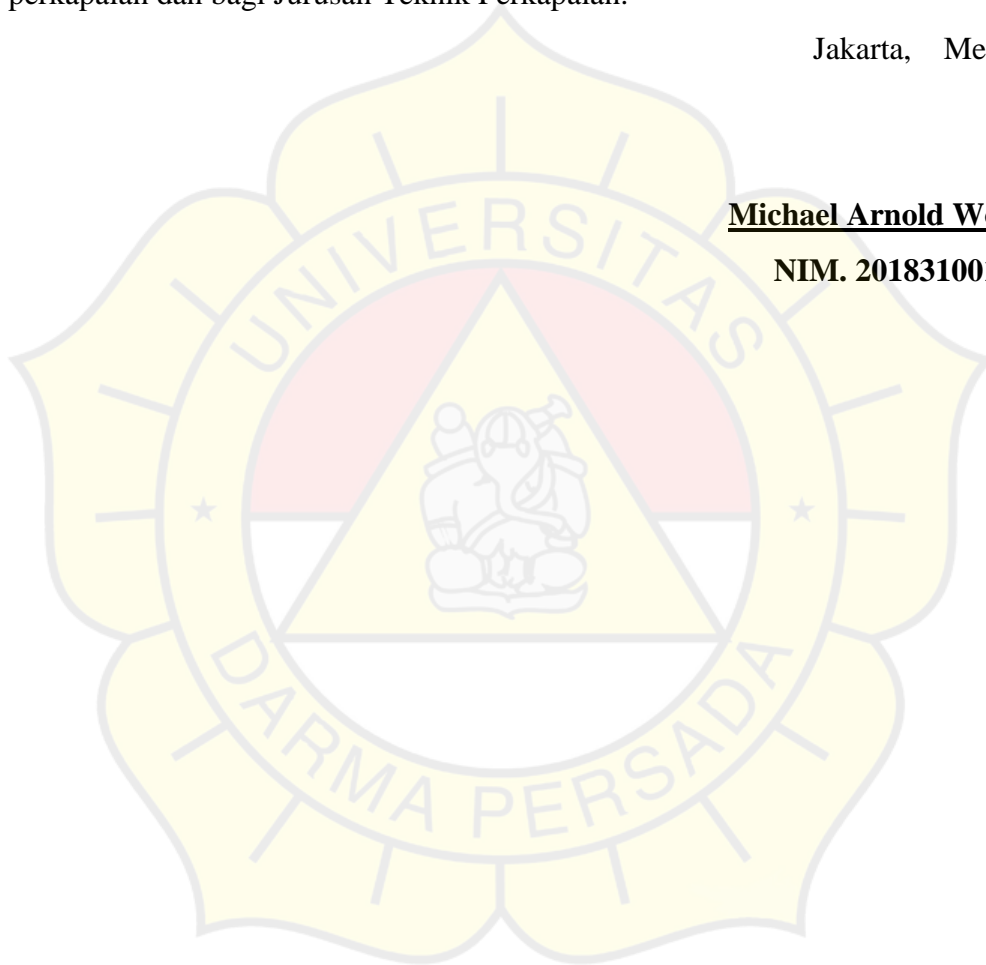 perkapalan dan bagi Jurusan Teknik Perkapalan.
Jakarta, Me
Michael Arnold W
NIM. 20183100
UNIVERSITAS
DARMA PERSADA